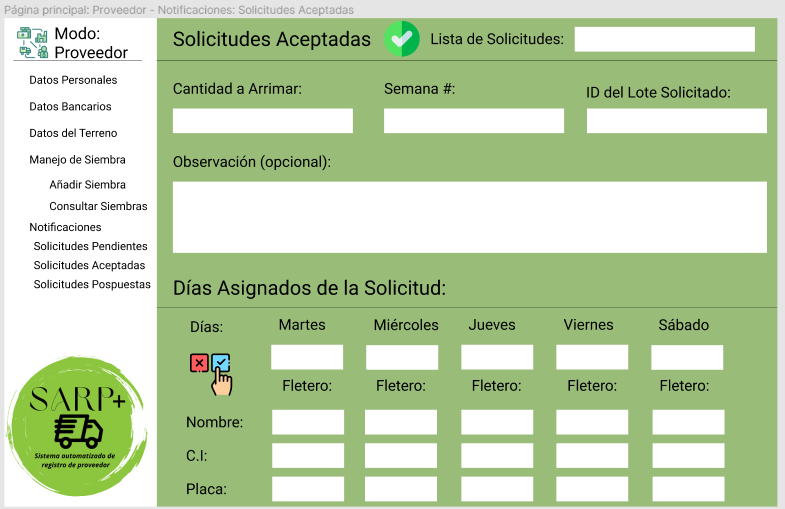 Página principal: Proveedor - Notificaciones: Solicitudes Aceptadas
Modo:
Proveedor
Datos Personales
Datos Bancarios
Datos del Terreno
Manejo de Siembra
Añadir Siembra
Consultar Siembras
Notificaciones
Solicitudes Pendientes
Solicitudes Aceptadas
Solicitudes Pospuestas
SARP+
Sistema automatizado de
registro de proveedor
Solicitudes Aceptadas
Lista de Solicitudes:
Cantidad a Arrimar:
Semana #:
ID del Lote Solicitado:
Observación (opcional):
Días Asignados de la Solicitud:
Días:
Martes
Miércoles
Jueves
Viernes
Sábado
Fletero:
Fletero:
Fletero:
Fletero:
Fletero:
Nombre:
C.I:
Placa: